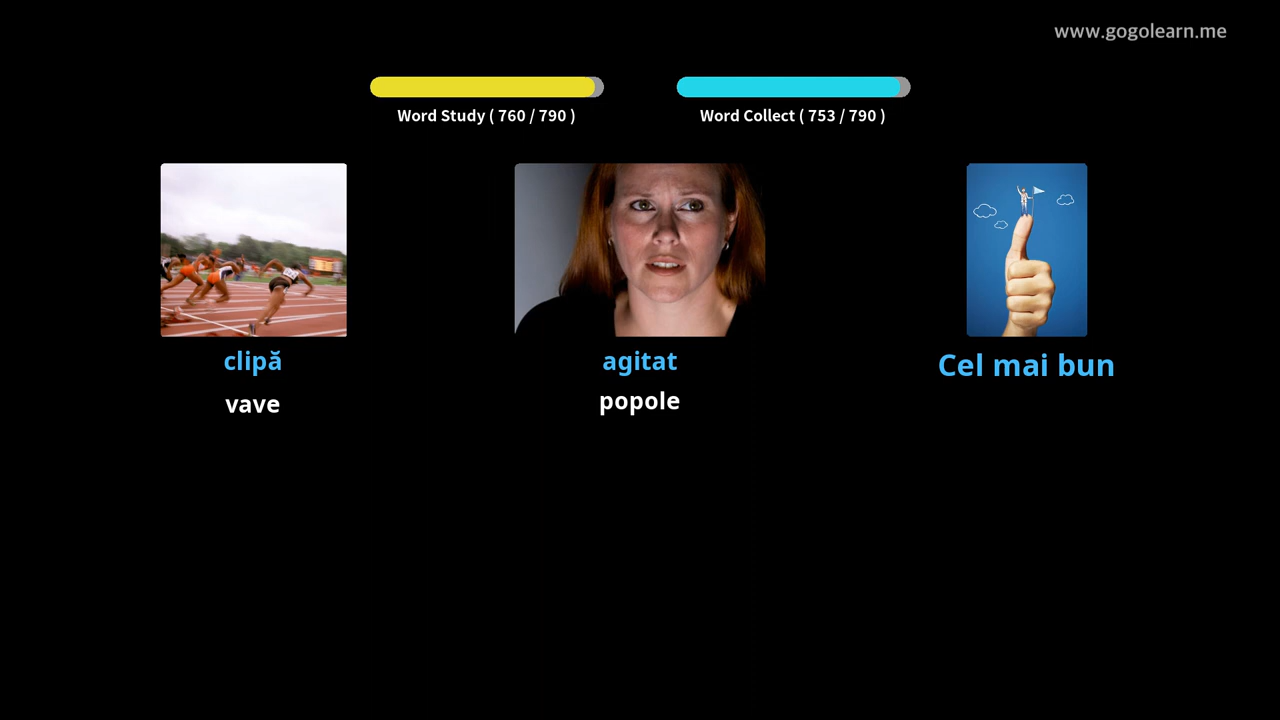 www.gogolearn.me
Word Study ( 760 / 790 )
Word Collect ( 753 / 790 )
clipă
agitat
Cel mai bun
vave
popole